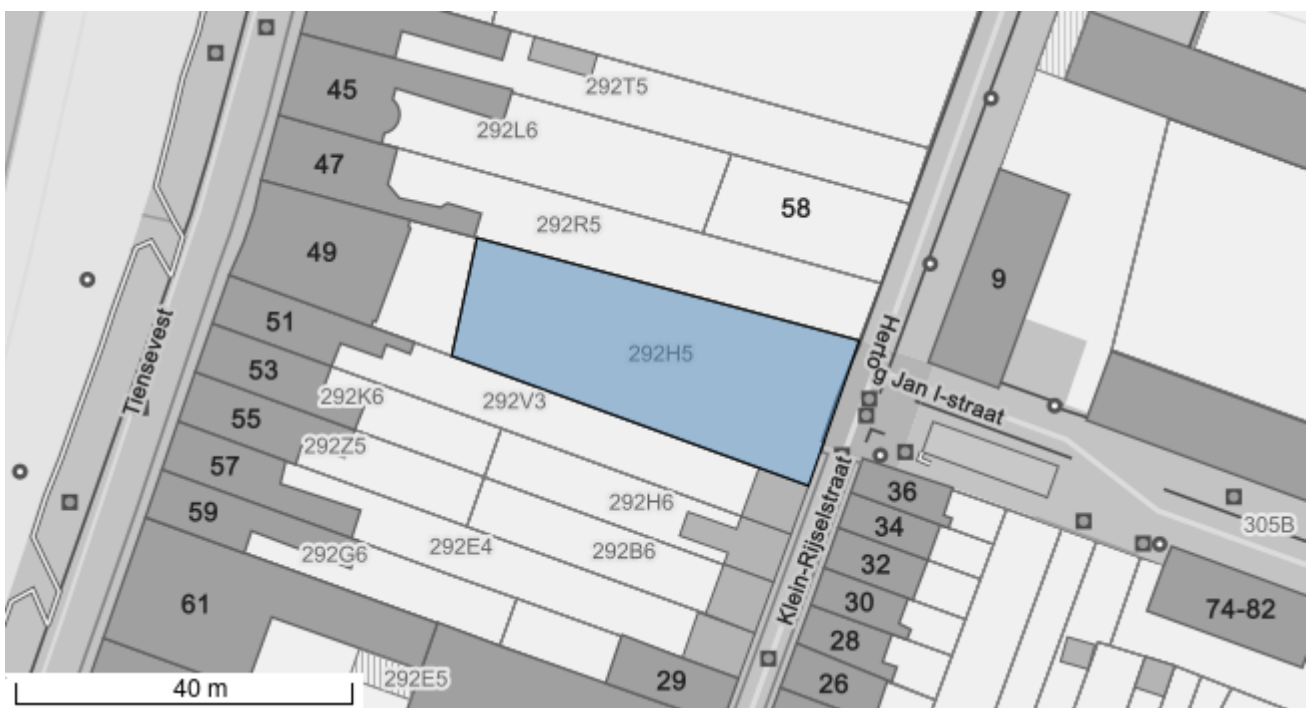 45
292T5
292L6
47
58
292R5
49
9
292H5
51
Hertog Jan I-straat
Tiensevest
53
292K6
292V3
55
292Z5
57
36
292H6
34
59
292G6
292E4
292B6
32
Klein-Rijselstraat
305B
30
61
74-82
28
292E5
29
26
40 m